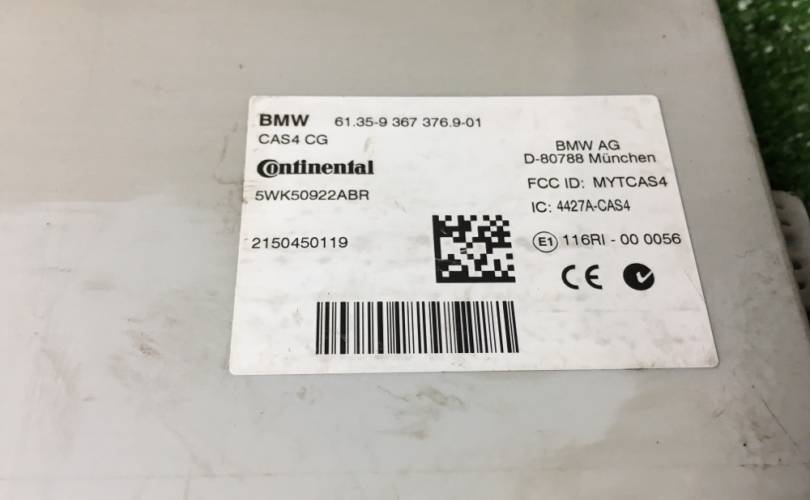 BMW 61.35-9 367 376.9-01
CAS4 CG
Continental
5WK50922ABR
2150450119
BMW AG
D-80788 München
FCC ID: MYTCAS4
IC: 4427A-CAS4
E1 116RI - 00 0056
CE